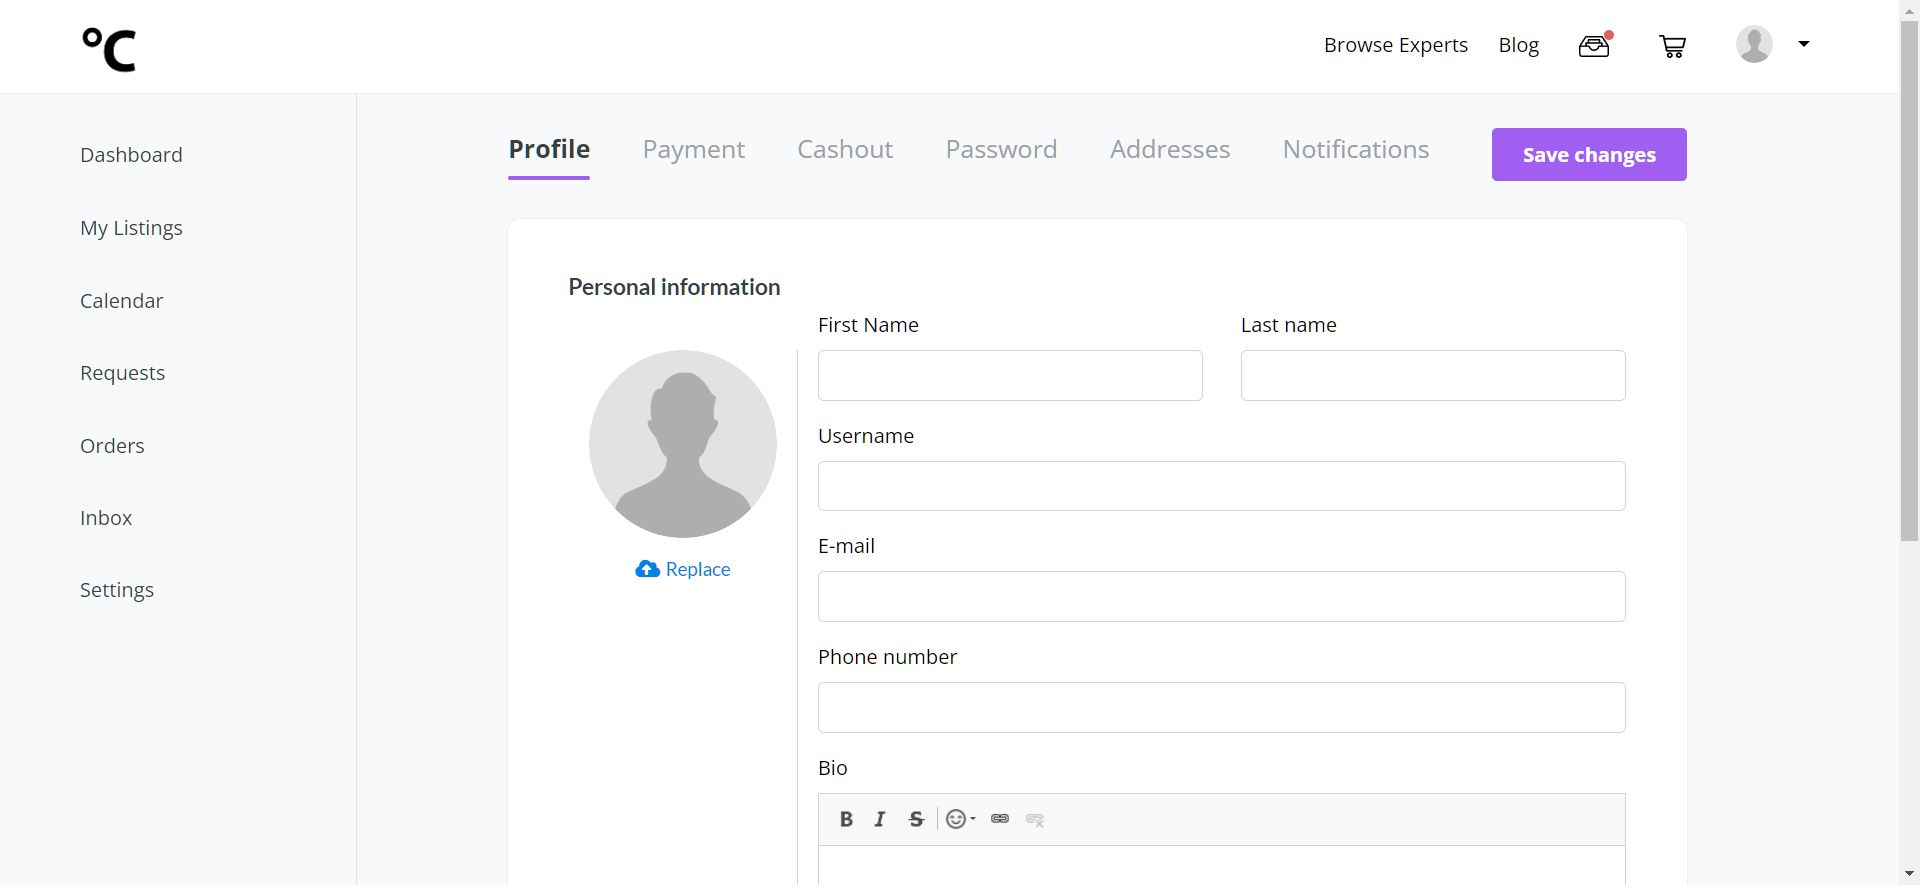 °C
Browse Experts
Blog
Dashboard
My Listings
Calendar
Requests
Orders
Inbox
Settings
Profile
Payment
Cashout
Password
Addresses
Notifications
Save changes
Personal information
First Name
Last name
Username
E-mail
Phone number
Bio
B I S
Replace